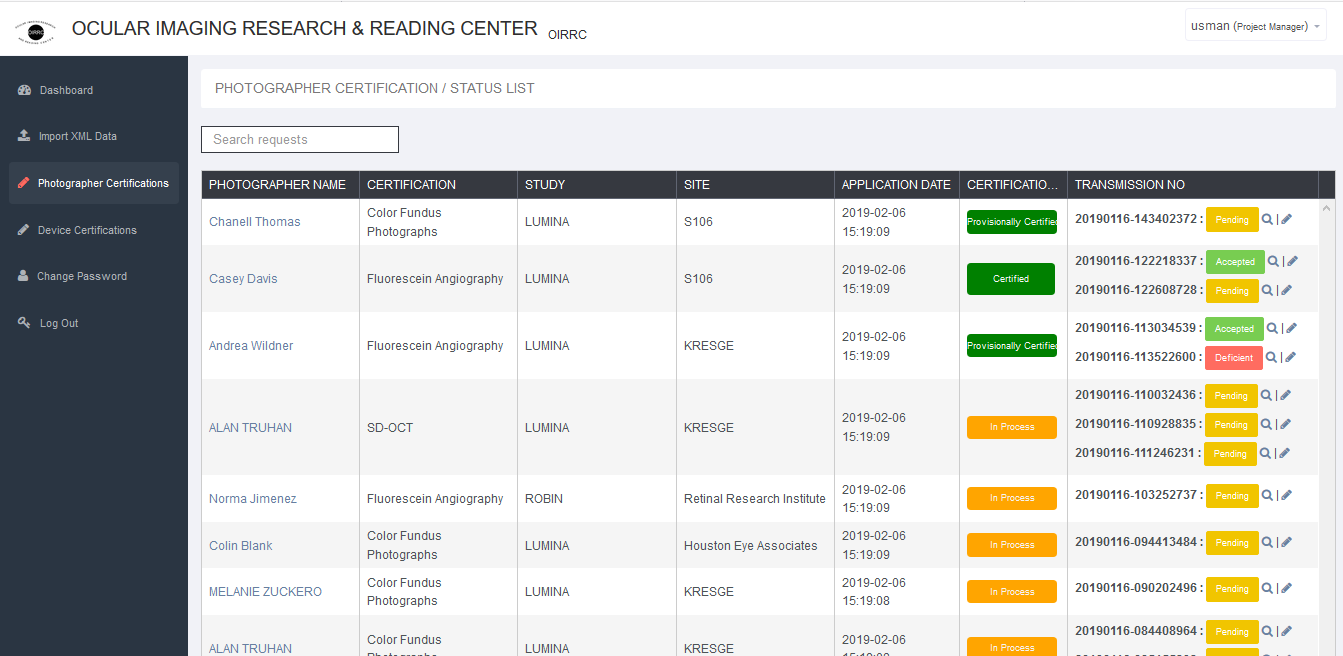 OIRRC
OCULAR IMAGING RESEARCH & READING CENTER OIRRC
usman (Project Manager)
Dashboard
Import XML Data
Photographer Certifications
Device Certifications
Change Password
Log Out
PHOTOGRAPHER CERTIFICATION / STATUS LIST
Search requests
PHOTOGRAPHER NAME CERTIFICATION STUDY SITE APPLICATION DATE CERTIFICATIO... TRANSMISSION NO
Chanell Thomas Color Fundus Photographs LUMINA S106 2019-02-06 15:19:09 Provisionally Certified 20190116-143402372 : Pending |
Casey Davis Fluorescein Angiography LUMINA S106 2019-02-06 15:19:09 Certified 20190116-122218337 : Accepted |
20190116-122608728 : Pending |
Andrea Wildner Fluorescein Angiography LUMINA KRESGE 2019-02-06 15:19:09 Provisionally Certified 20190116-113034539 : Accepted |
20190116-113522600 : Deficient |
ALAN TRUHAN SD-OCT LUMINA KRESGE 2019-02-06 15:19:09 In Process 20190116-110032436 : Pending |
20190116-110928835 : Pending |
20190116-111246231 : Pending |
Norma Jimenez Fluorescein Angiography ROBIN Retinal Research Institute 2019-02-06 15:19:09 In Process 20190116-103252737 : Pending |
Colin Blank Color Fundus Photographs LUMINA Houston Eye Associates 2019-02-06 15:19:09 In Process 20190116-094413484 : Pending |
MELANIE ZUCKERO Color Fundus Photographs LUMINA KRESGE 2019-02-06 15:19:08 In Process 20190116-090202496 : Pending |
ALAN TRUHAN Color Fundus LUMINA KRESGE 2019-02-06 In Process 20190116-084408964 : Pending |